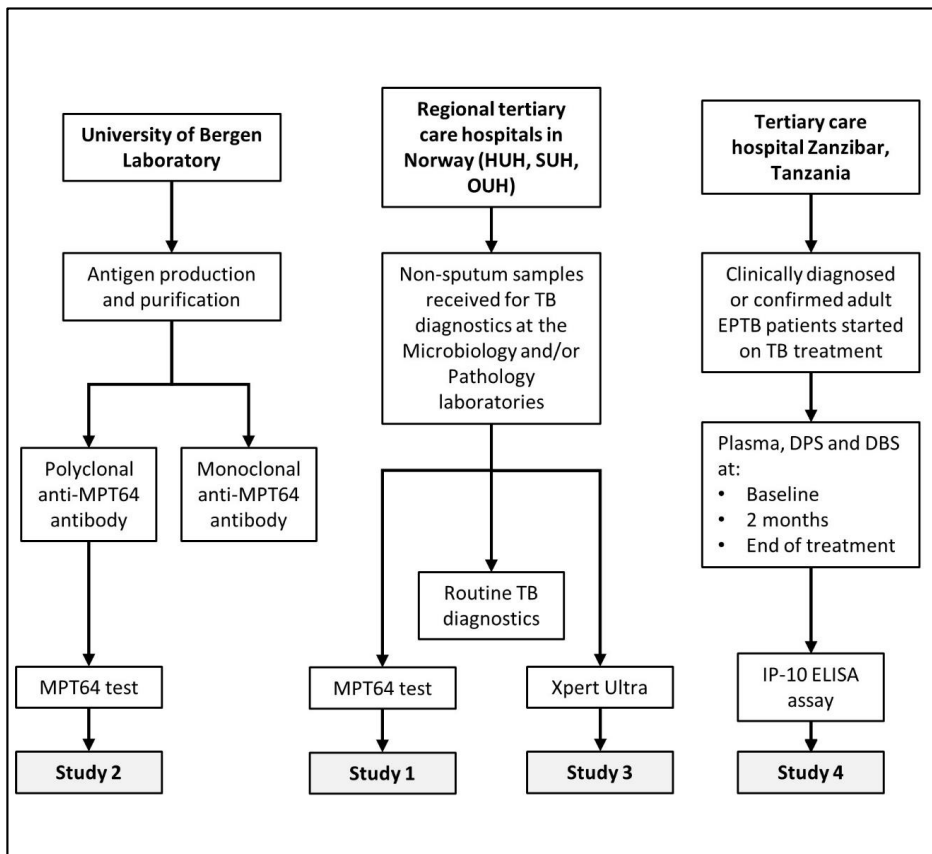 University of Bergen
Laboratory
Antigen production
and purification
Polyclonal
anti-MPT64
antibody
Monoclonal
anti-MPT64
antibody
MPT64 test
Study 2
Regional tertiary
care hospitals in
Norway (HUH, SUH,
OUH)
Non-sputum samples
received for TB
diagnostics at the
Microbiology and/or
Pathology
laboratories
Routine TB
diagnostics
MPT64 test
Xpert Ultra
Study 1
Study 3
Tertiary care
hospital Zanzibar,
Tanzania
Clinically diagnosed
or confirmed adult
EPTB patients started
on TB treatment
Plasma, DPS and DBS
at:
• Baseline
• 2 months
• End of treatment
IP-10 ELISA
assay
Study 4